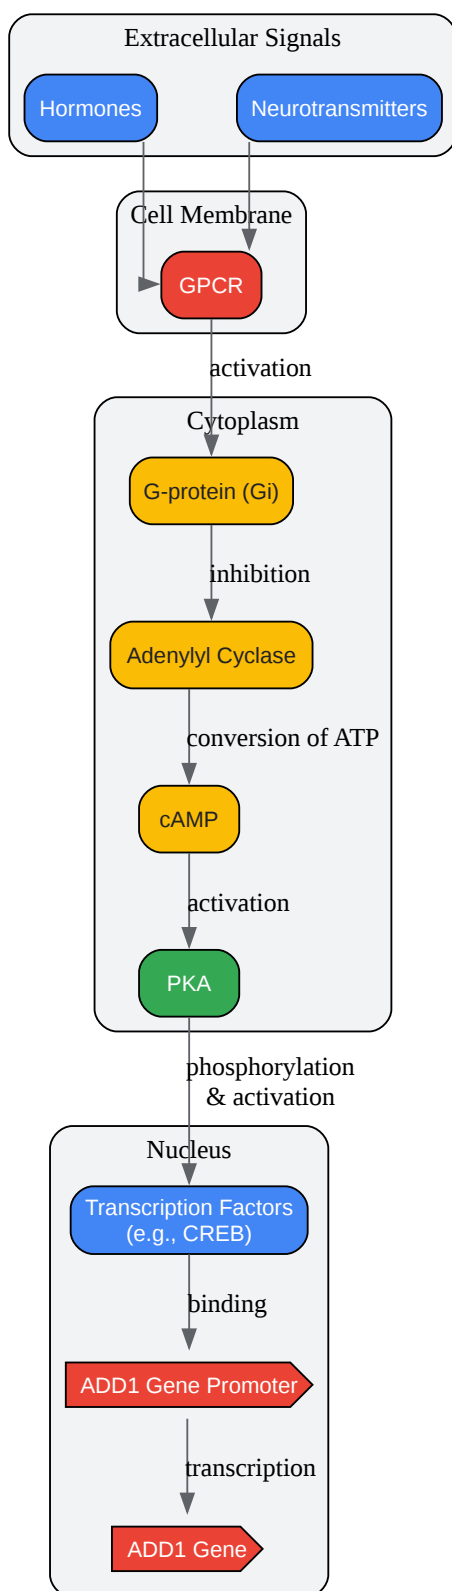 Extracellular Signals
Hormones
Neurotransmitters
Cell Membrane
GPCR
activation
Cytoplasm
G-protein (Gi)
inhibition
Adenylyl Cyclase
conversion of ATP
cAMP
activation
PKA
phosphorylation
& activation
Nucleus
Transcription Factors
(e.g., CREB)
binding
ADD1 Gene Promoter
transcription
ADD1 Gene